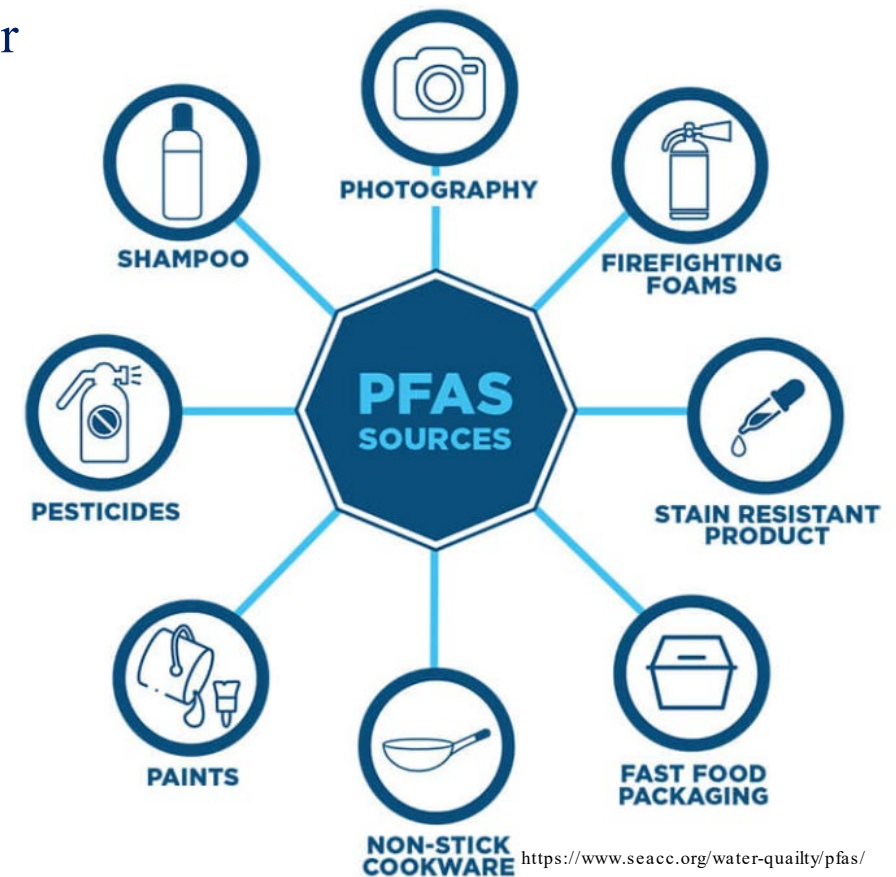 r
PHOTOGRAPHY
SHAMPOO
FIREFIGHTING
FOAMS
PFAS
SOURCES
PESTICIDES
STAIN RESISTANT
PRODUCT
PAINTS
FAST FOOD
PACKAGING
NON-STICK
COOKWARE
https://www.seacc.org/water-quailty/pfas/